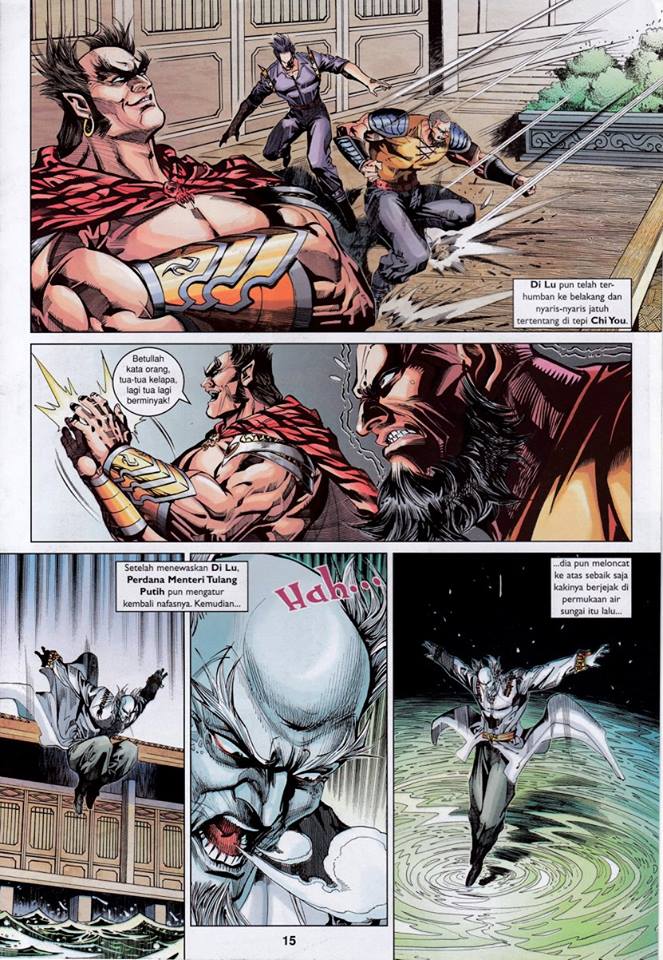 Di Lu pun telah ter-
humban ke belakang dan
nyaris-nyaris jatuh
tertentang di tepi Chi You.
Betullah
kata orang,
tua-tua kelapa,
lagi tua lagi
berminyak!
Setelah menewaskan Di Lu,
Perdana Menteri Tulang
Putih pun mengatur
kembali nafasnya. Kemudian...
Hah...
...dia pun meloncat
ke atas sebaik saja
kakinya berjejak di
permukaan air
sungai itu lalu...
15